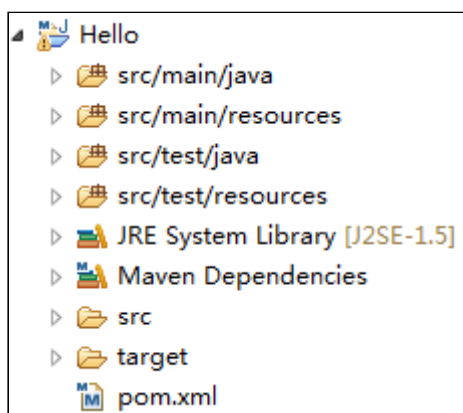 Hello
src/main/java
src/main/resources
src/test/java
src/test/resources
JRE System Library [J2SE-1.5]
Maven Dependencies
src
target
pom.xml